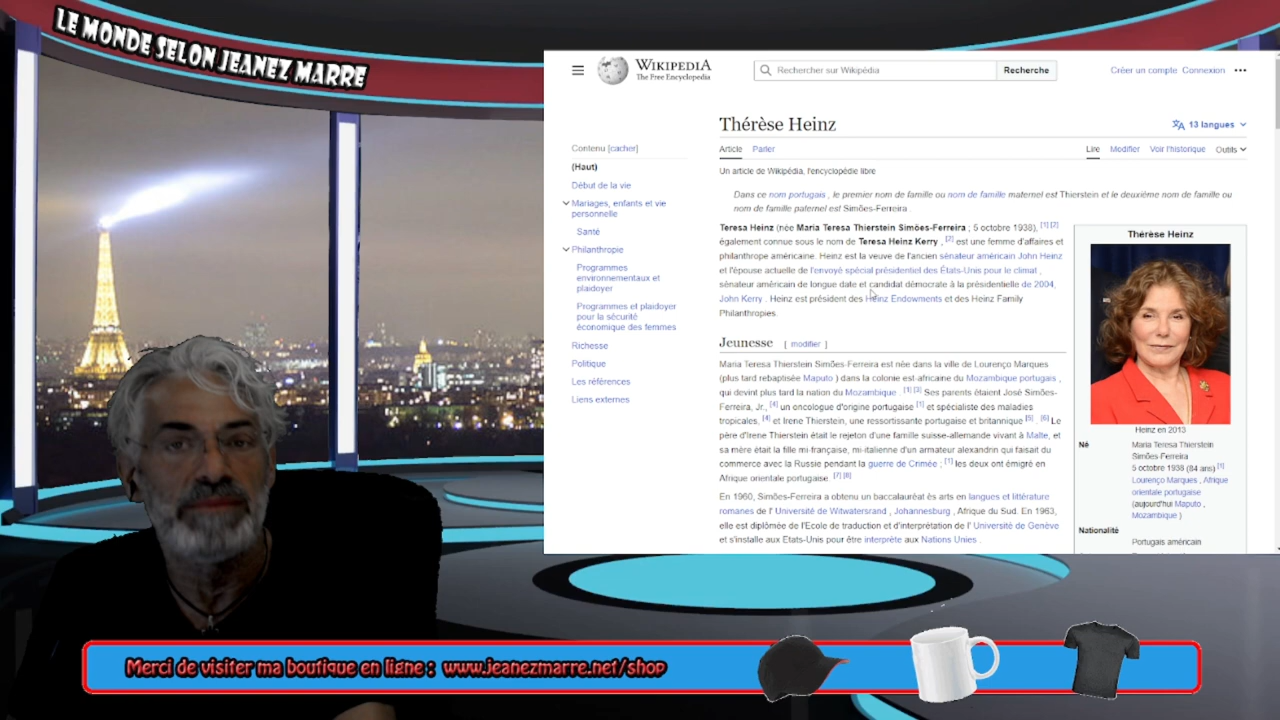 LE MONDE SELON JEANEZ MARRE
WIKIPEDIA
The Free Encyclopedia
Rechercher sur Wikipédia
Recherche
Créer un compte Connexion
Thérèse Heinz
13 langues
Article Parler
Lire Modifier Voir l'historique Outils
Un article de Wikipédia, l'encyclopédie libre
Contenu [cacher]
(Haut)
Début de la vie
Mariages, enfants et vie
personnelle
Santé
Philanthropie
Programmes
environnementaux et
plaidoyer
Programmes et plaidoyer
pour la sécurité
économique des femmes
Richesse
Politique
Les références
Liens externes
Dans ce nom portugais , le premier nom de famille ou nom de famille maternel est Thierstein et le deuxième nom de famille ou
nom de famille paternel est Simões-Ferreira .
Teresa Heinz (née Maria Teresa Thierstein Simões-Ferreira ; 5 octobre 1938), [1] [2]
également connue sous le nom de Teresa Heinz Kerry , [2] est une femme d'affaires et
philanthrope américaine. Heinz est la veuve de l'ancien sénateur américain John Heinz
et l'épouse actuelle de l'envoyé spécial présidentiel des États-Unis pour le climat ,
sénateur américain de longue date et candidat démocrate à la présidentielle de 2004,
John Kerry . Heinz est président des Heinz Endowments et des Heinz Family
Philanthropies.
Jeunesse [ modifier ]
Maria Teresa Thierstein Simões-Ferreira est née dans la ville de Lourenço Marques
(plus tard rebaptisée Maputo ) dans la colonie est-africaine du Mozambique portugais ,
qui devint plus tard la nation du Mozambique . [1] [3] Ses parents étaient José Simões-
Ferreira, Jr., [4] un oncologue d'origine portugaise [1] et spécialiste des maladies
tropicales, [4] et Irene Thierstein, une ressortissante portugaise et britannique [5] [6] Le
père d'Irene Thierstein était le rejeton d'une famille suisse-allemande vivant à Malte, et
sa mère était la fille mi-française, mi-italienne d'un armateur alexandrin qui faisait du
commerce avec la Russie pendant la guerre de Crimée ; [1] les deux ont émigré en
Afrique orientale portugaise. [7] [8]
En 1960, Simões-Ferreira a obtenu un baccalauréat ès arts en langues et littérature
romanes de l' Université de Witwatersrand , Johannesburg , Afrique du Sud. En 1963,
elle est diplômée de l'Ecole de traduction et d'interprétation de l' Université de Genève
et s'installe aux Etats-Unis pour être interprète aux Nations Unies .
Thérèse Heinz
Heinz en 2013
Né
Maria Teresa Thierstein
Simões-Ferreira
5 octobre 1938 (84 ans) [1]
Lourenço Marques , Afrique
orientale portugaise
(aujourd'hui Maputo ,
Mozambique )
Nationalité
Portugais américain
Merci de visiter ma boutique en ligne : www.jeanezmarre.net/shop